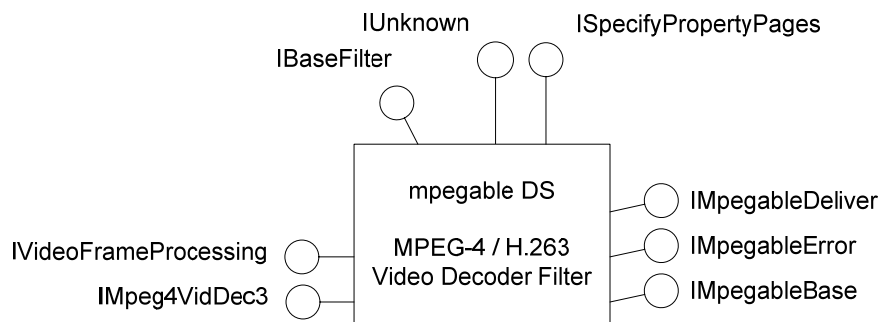 IUnknown
ISpecifyPropertyPages
IBaseFilter
mpegable DS
IMpegableDeliver
MPEG-4 / H.263
IMpegableError
IVideoFrameProcessing
Video Decoder Filter
IMpeg4VidDec3
IMpegableBase